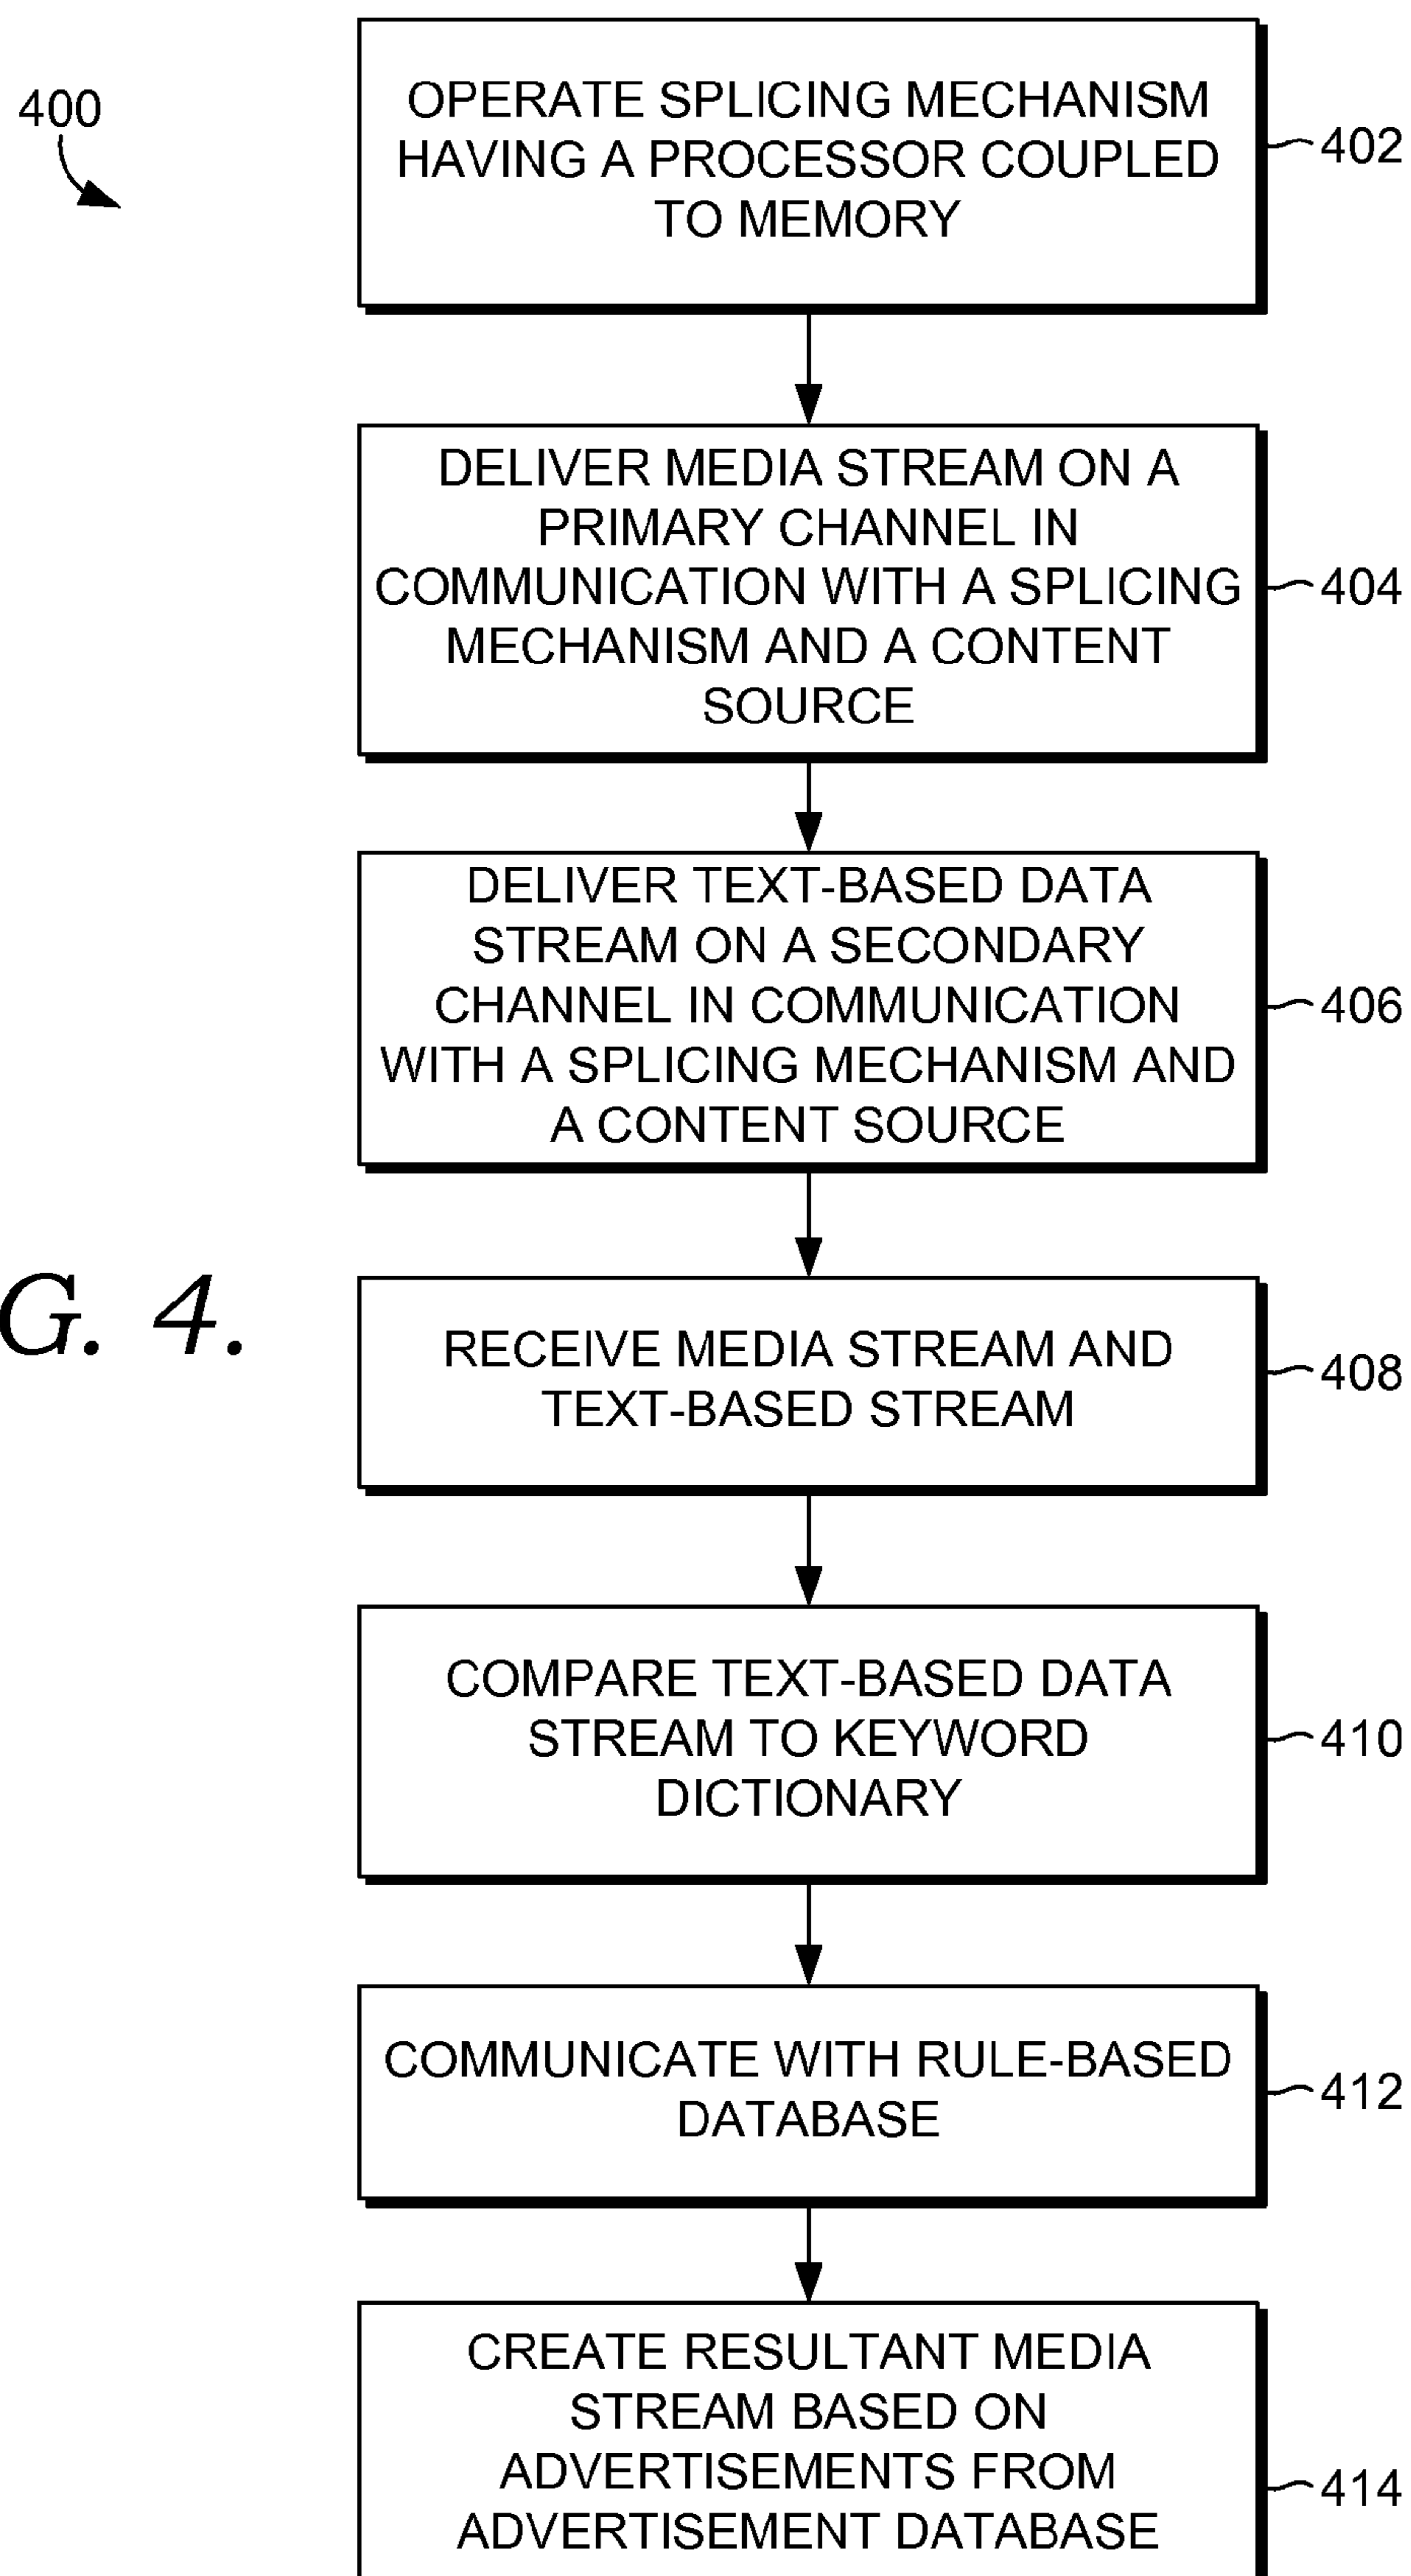 400
OPERATE SPLICING MECHANISM
HAVING A PROCESSOR COUPLED
TO MEMORY
402
DELIVER MEDIA STREAM ON A
PRIMARY CHANNEL IN
COMMUNICATION WITH A SPLICING
MECHANISM AND A CONTENT
SOURCE
404
DELIVER TEXT-BASED DATA
STREAM ON A SECONDARY
CHANNEL IN COMMUNICATION
WITH A SPLICING MECHANISM AND
A CONTENT SOURCE
406
G. 4.
RECEIVE MEDIA STREAM AND
TEXT-BASED STREAM
408
COMPARE TEXT-BASED DATA
STREAM TO KEYWORD
DICTIONARY
410
COMMUNICATE WITH RULE-BASED
DATABASE
412
CREATE RESULTANT MEDIA
STREAM BASED ON
ADVERTISEMENTS FROM
ADVERTISEMENT DATABASE
414